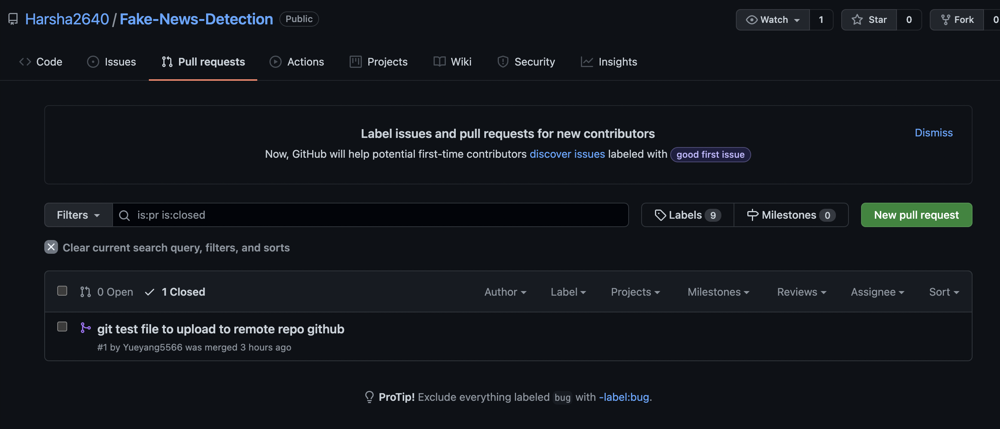 Harsha2640 / Fake-News-Detection Public Watch 1 Star 0 Fork 0
Code Issues Pull requests Actions Projects Wiki Security Insights
Label issues and pull requests for new contributors
Dismiss
Now, GitHub will help potential first-time contributors discover issues labeled with good first issue
Filters is:pr is:closed Labels 9 Milestones 0 New pull request
Clear current search query, filters, and sorts
0 Open 1 Closed Author Label Projects Milestones Reviews Assignee Sort
git test file to upload to remote repo github
#1 by Yueyang5566 was merged 3 hours ago
ProTip! Exclude everything labeled bug with -label:bug.